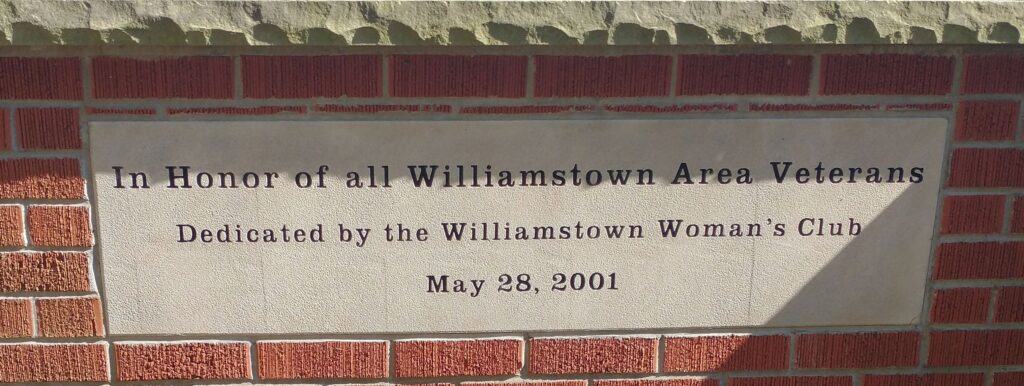 In Honor of all Williamstown Area Veterans
Dedicated by the Williamstown Woman's Club
May 28, 2001